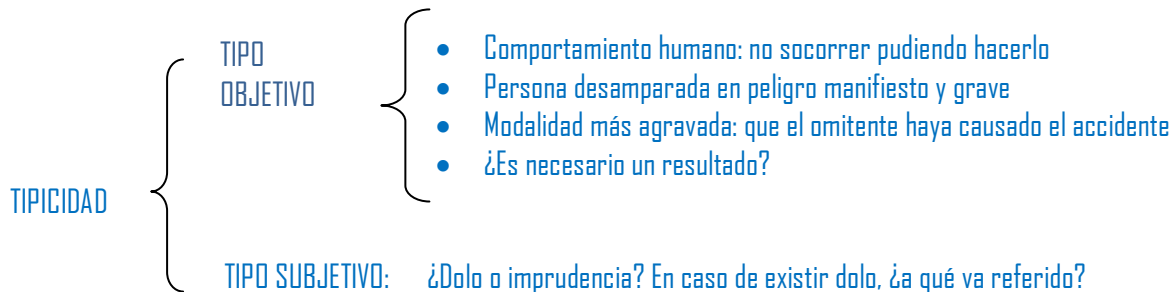 TIPO
OBJETIVO
● Comportamiento humano: no socorrer pudiendo hacerlo
● Persona desamparada en peligro manifiesto y grave
● Modalidad más agravada: que el omitente haya causado el accidente
● ¿Es necesario un resultado?
TIPICIDAD
TIPO SUBJETIVO: ¿Dolo o imprudencia? En caso de existir dolo, ¿a qué va referido?